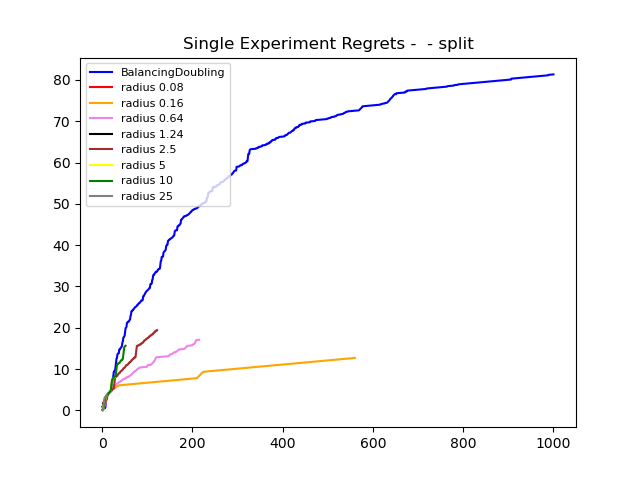 Single Experiment Regrets -  - split
BalancingDoubling
radius 0.08
radius 0.16
radius 0.64
radius 1.24
radius 2.5
radius 5
radius 10
radius 25
80
70
60
50
40
30
20
10
0
0 200 400 600 800 1000